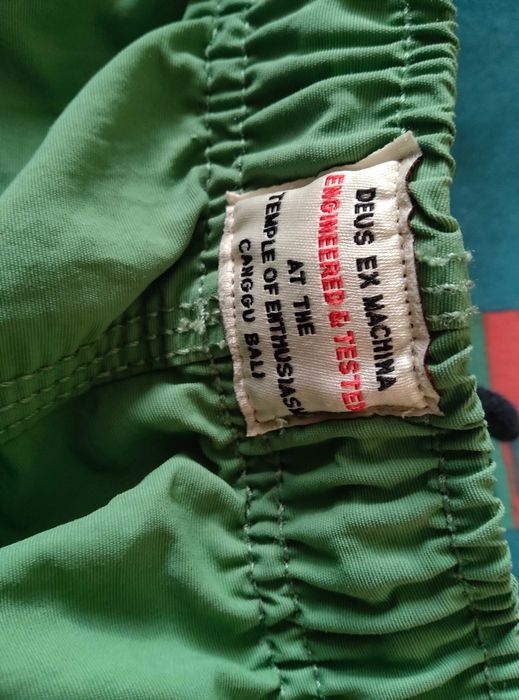 DEUS EX MACHINA
ENGINEERED & TESTED
AT THE
TEMPLE OF ENTHUSIASM
CANGGU BALI